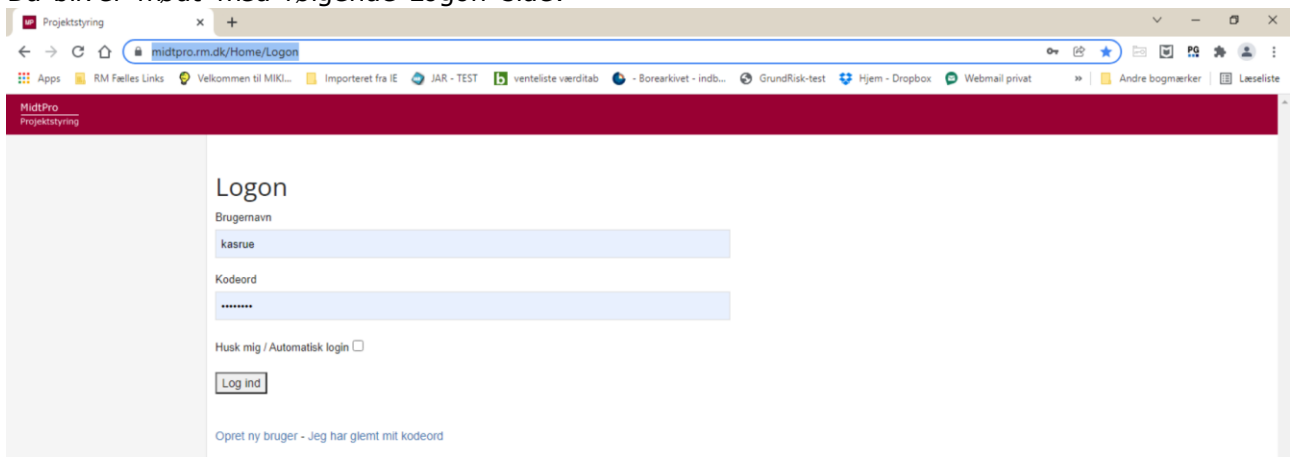 Du bliver mødt med følgende Logon side:
MP Projektstyring
midtpro.rm.dk/Home/Logon
Apps RM Fælles Links Velkommen til MIKI... Importeret fra IE JAR - TEST venteliste værditab - Borearkivet - indb... GrundRisk-test Hjem - Dropbox Webmail privat » Andre bogmærker Læseliste
MidtPro
Projektstyring
Logon
Brugernavn
kasrue
Kodeord
••••••••
Husk mig / Automatisk login
Log ind
Opret ny bruger - Jeg har glemt mit kodeord